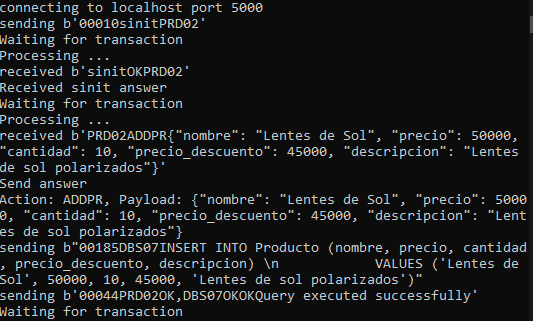 connecting to localhost port 5000
sending b'00010sinitPRD02'
Waiting for transaction
Processing ...
received b'sinitOKPRD02'
Received sinit answer
Waiting for transaction
Processing ...
received b'PRD02ADDPR{"nombre": "Lentes de Sol", "precio": 50000,
"cantidad": 10, "precio_descuento": 45000, "descripcion": "Lentes
de sol polarizados"}'
Send answer
Action: ADDPR, Payload: {"nombre": "Lentes de Sol", "precio": 5000
0, "cantidad": 10, "precio_descuento": 45000, "descripcion": "Lent
es de sol polarizados"}
sending b"00185DBS07INSERT INTO Producto (nombre, precio, cantidad
, precio_descuento, descripcion) \n            VALUES ('Lentes de
Sol', 50000, 10, 45000, 'Lentes de sol polarizados')"
sending b'00044PRD02OK,DBS07OKOKQuery executed successfully'
Waiting for transaction